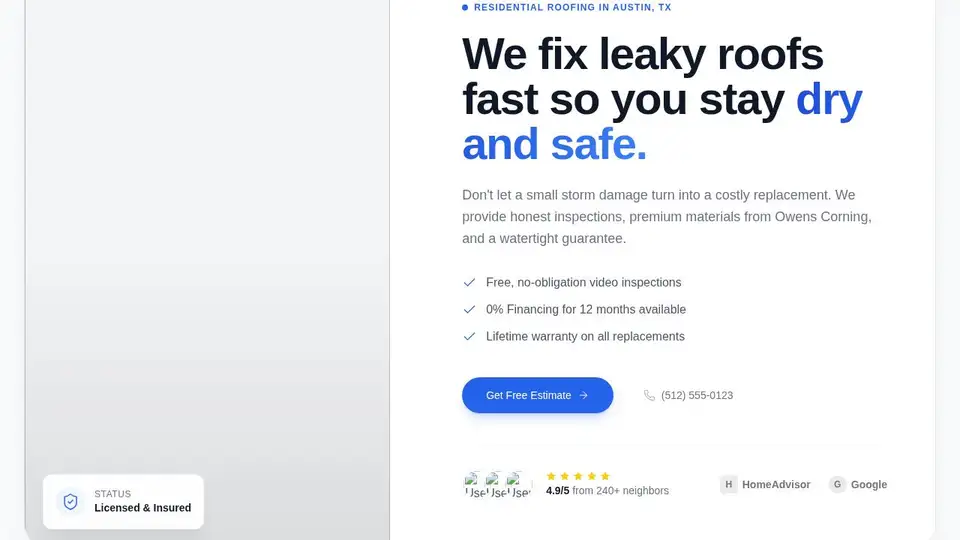 RESIDENTIAL ROOFING IN AUSTIN, TX
We fix leaky roofs
fast so you stay dry
and safe.
Don't let a small storm damage turn into a costly replacement. We
provide honest inspections, premium materials from Owens Corning,
and a watertight guarantee.
Free, no-obligation video inspections
0% Financing for 12 months available
Lifetime warranty on all replacements
Get Free Estimate
(512) 555-0123
User User User
4.9/5 from 240+ neighbors
H HomeAdvisor
G Google
STATUS
Licensed & Insured